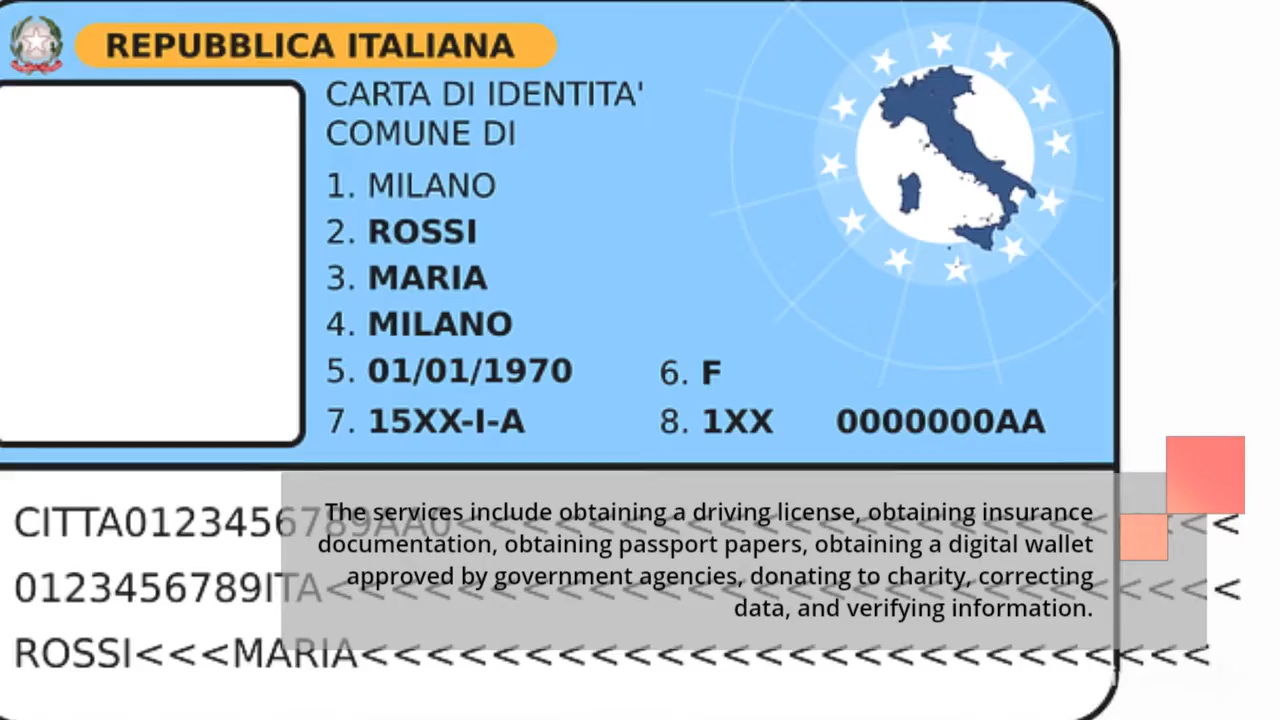 REPUBBLICA ITALIANA
CARTA DI IDENTITA'
COMUNE DI
1. MILANO
2. ROSSI
3. MARIA
4. MILANO
5. 01/01/1970 6. F
7. 15XX-I-A 8. 1XX 0000000AA
CITTA0123456789AA0<<<<<<<<<<<<<<<<<<<<<
The services include obtaining a driving license, obtaining insurance
documentation, obtaining passport papers, obtaining a digital wallet
0123456789ITA<<<<<<<<<<<<<<<<<<<<<<<<<<<
approved by government agencies, donating to charity, correcting
data, and verifying information.
ROSSI<<<MARIA<<<<<<<<<<<<<<<<<<<<<<<<<<